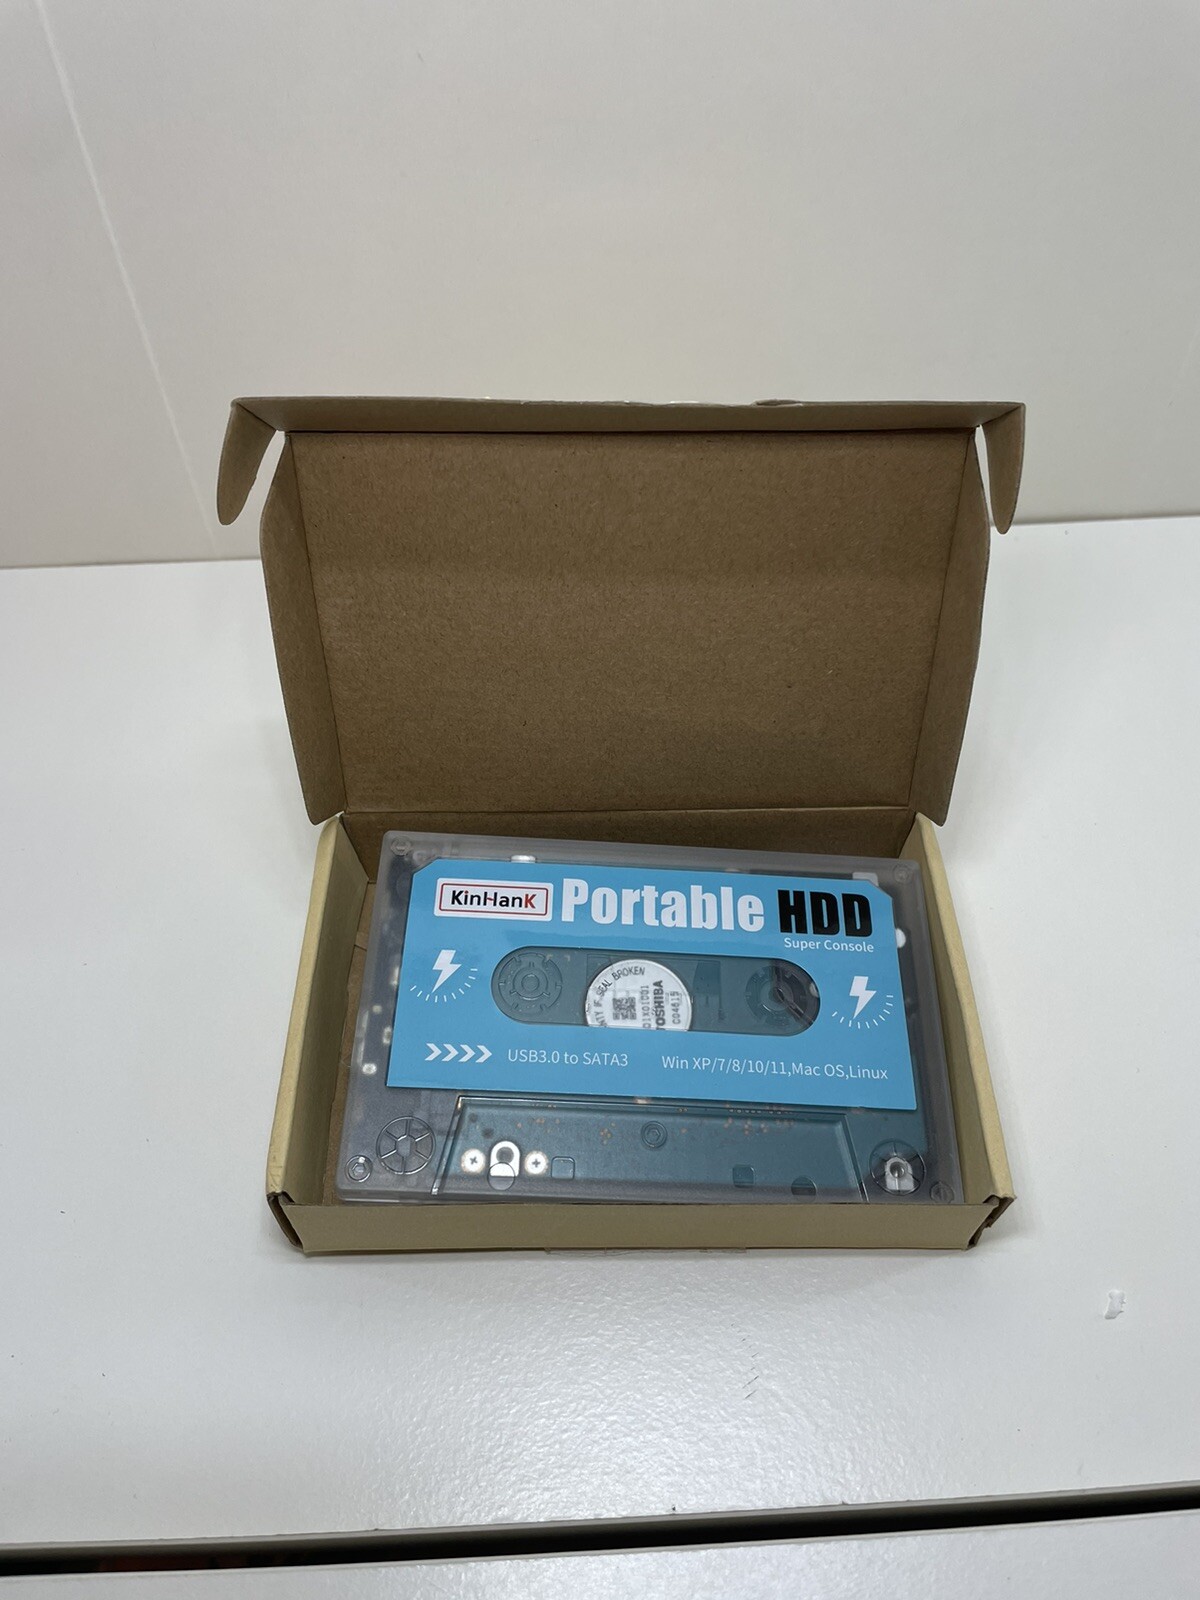 KinHanK Portable HDD
Super Console
IF SEAL BROKEN
TOSHIBA
USB3.0 to SATA3 Win XP/7/8/10/11,Mac OS,Linux